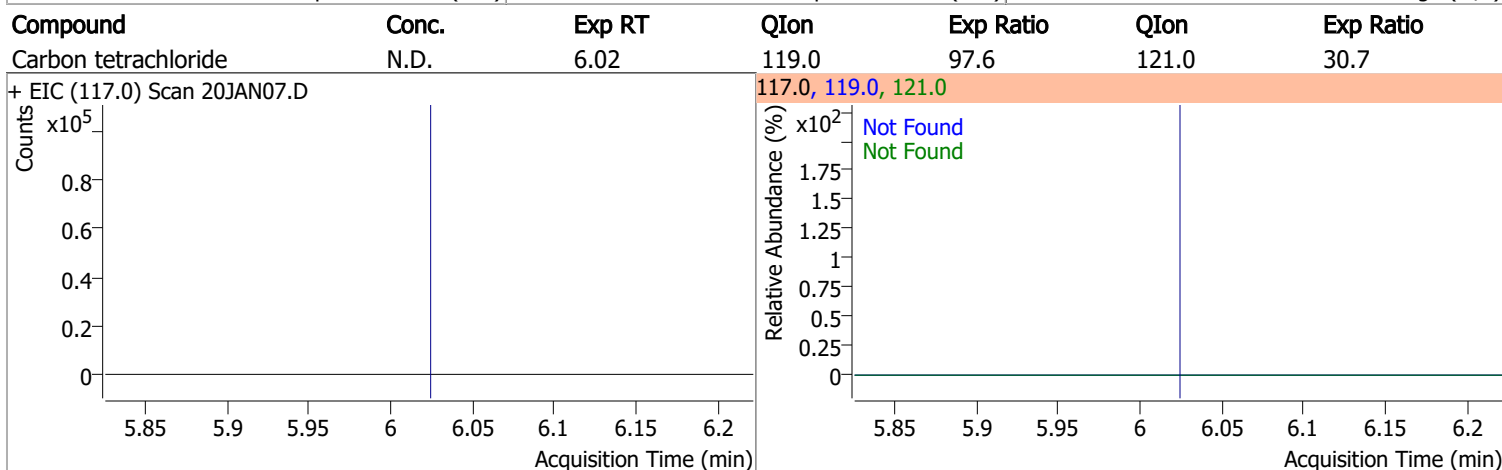 Compound Conc. Exp RT QIon Exp Ratio QIon Exp Ratio
Carbon tetrachloride N.D. 6.02 119.0 97.6 121.0 30.7
+ EIC (117.0) Scan 20JAN07.D
Counts
x10^5
0.8
0.6
0.4
0.2
0
5.85 5.9 5.95 6 6.05 6.1 6.15 6.2
Acquisition Time (min)
117.0, 119.0, 121.0
Relative Abundance (%)
x10^2
Not Found
Not Found
1.75
1.5
1.25
1
0.75
0.5
0.25
0
5.85 5.9 5.95 6 6.05 6.1 6.15 6.2
Acquisition Time (min)